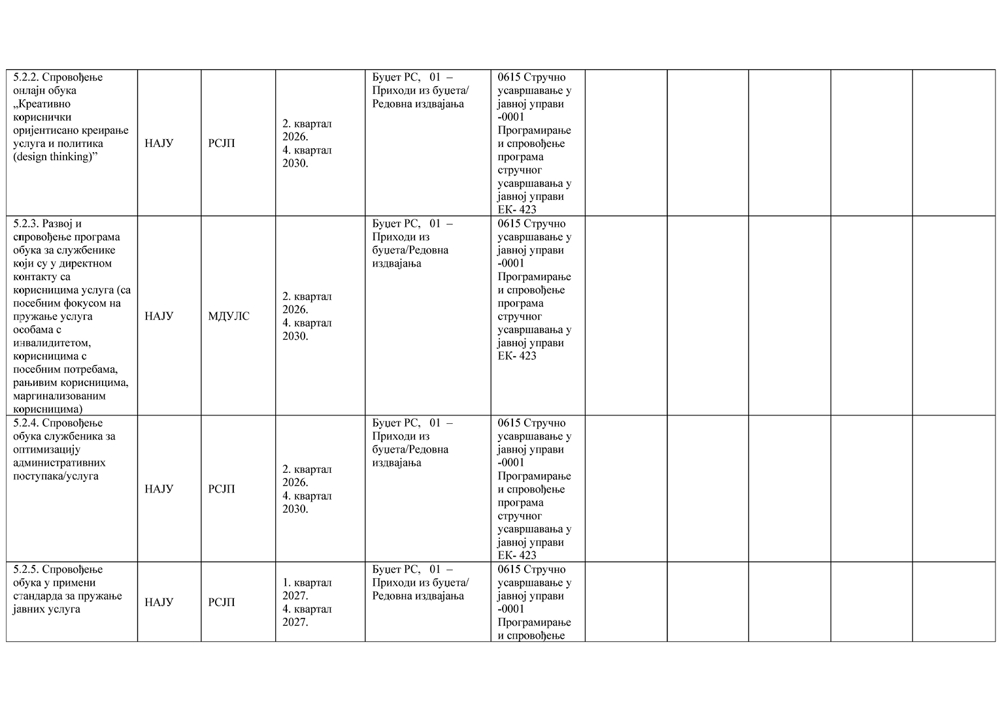 5.2.2. Спровођење
онлајн обука
„Креативно
кориснички
оријентисано креирање
услуга и политика
(design thinking)”
НАЈУ
РСЈП
2. квартал
2026.
4. квартал
2030.
Буџет РС, 01 –
Приходи из буџета/
Редовна издвајања
0615 Стручно
усавршавање у
јавној управи
-0001
Програмирање
и спровођење
програма
стручног
усавршавања у
јавној управи
ЕК- 423
5.2.3. Развој и
спровођење програма
обука за службенике
који су у директном
контакту са
корисницима услуга (са
посебним фокусом на
пружање услуга
особама с
инвалидитетом,
корисницима с
посебним потребама,
рањивим корисницима,
маргинализованим
корисницима)
НАЈУ
МДУЛС
2. квартал
2026.
4. квартал
2030.
Буџет РС, 01 –
Приходи из
буџета/Редовна
издвајања
0615 Стручно
усавршавање у
јавној управи
-0001
Програмирање
и спровођење
програма
стручног
усавршавања у
јавној управи
ЕК- 423
5.2.4. Спровођење
обука службеника за
оптимизацију
административних
поступака/услуга
НАЈУ
РСЈП
2. квартал
2026.
4. квартал
2030.
Буџет РС, 01 –
Приходи из
буџета/Редовна
издвајања
0615 Стручно
усавршавање у
јавној управи
-0001
Програмирање
и спровођење
програма
стручног
усавршавања у
јавној управи
ЕК- 423
5.2.5. Спровођење
обука у примени
стандарда за пружање
јавних услуга
НАЈУ
РСЈП
1. квартал
2027.
4. квартал
2027.
Буџет РС, 01 –
Приходи из буџета/
Редовна издвајања
0615 Стручно
усавршавање у
јавној управи
-0001
Програмирање
и спровођење